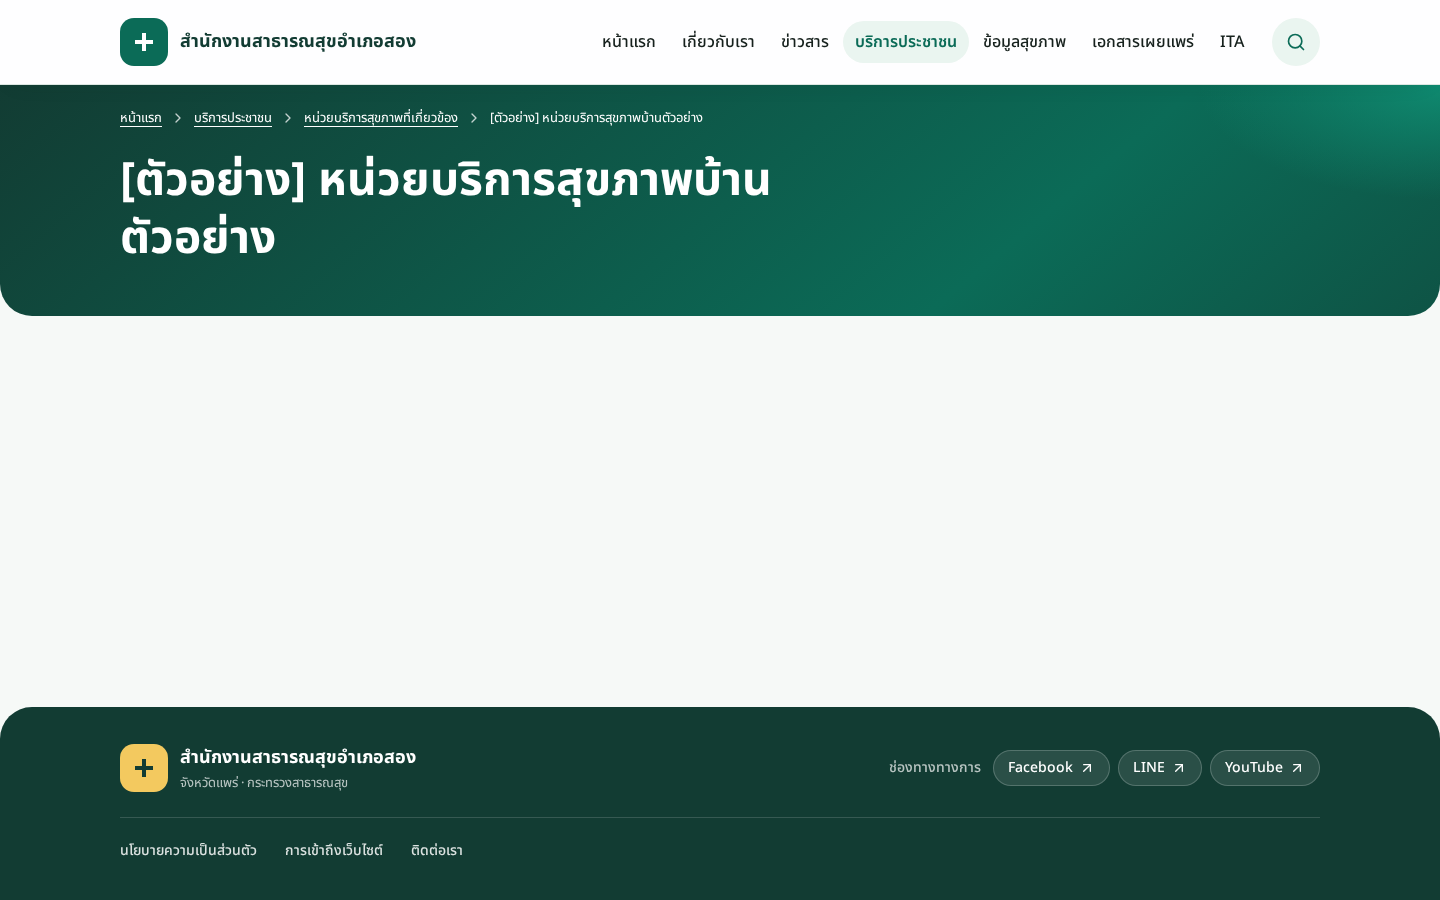 สำนักงานสาธารณสุขอำเภอสอง
หน้าแรก เกี่ยวกับเรา ข่าวสาร บริการประชาชน ข้อมูลสุขภาพ เอกสารเผยแพร่ ITA
หน้าแรก บริการประชาชน หน่วยบริการสุขภาพที่เกี่ยวข้อง [ตัวอย่าง] หน่วยบริการสุขภาพบ้านตัวอย่าง
[ตัวอย่าง] หน่วยบริการสุขภาพบ้าน
ตัวอย่าง
สำนักงานสาธารณสุขอำเภอสอง
จังหวัดแพร่ · กระทรวงสาธารณสุข
ช่องทางทางการ Facebook LINE YouTube
นโยบายความเป็นส่วนตัว การเข้าถึงเว็บไซต์ ติดต่อเรา